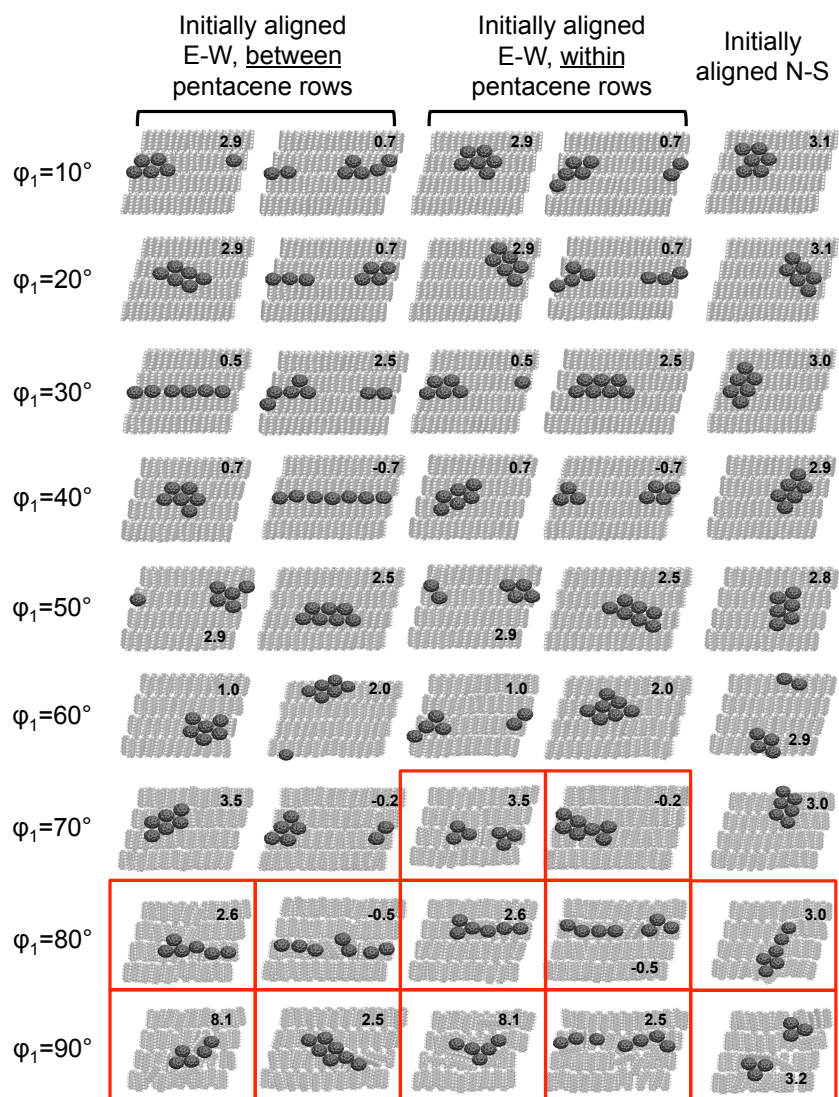 Initially aligned
E-W, between
pentacene rows
Initially aligned
E-W, within
pentacene rows
Initially
aligned N-S
φ₁=10°
2.9
0.7
2.9
0.7
3.1
φ₁=20°
2.9
0.7
2.9
0.7
3.1
φ₁=30°
0.5
2.5
0.5
2.5
3.0
φ₁=40°
0.7
-0.7
0.7
-0.7
2.9
φ₁=50°
2.9
2.5
2.9
2.5
2.8
φ₁=60°
1.0
2.0
1.0
2.0
2.9
φ₁=70°
3.5
-0.2
3.5
-0.2
3.0
φ₁=80°
2.6
-0.5
2.6
-0.5
3.0
φ₁=90°
8.1
2.5
8.1
2.5
3.2